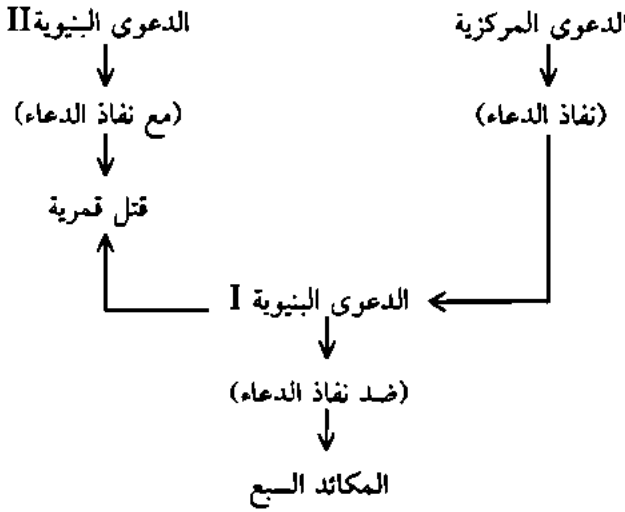 الدعوى المركزية
الدعوى البنيوية II
(نفاذ الدعاء)
(مع نفاذ الدعاء)
قتل قمرية
الدعوى البنيوية I
(ضد نفاذ الدعاء)
المكائد السبع